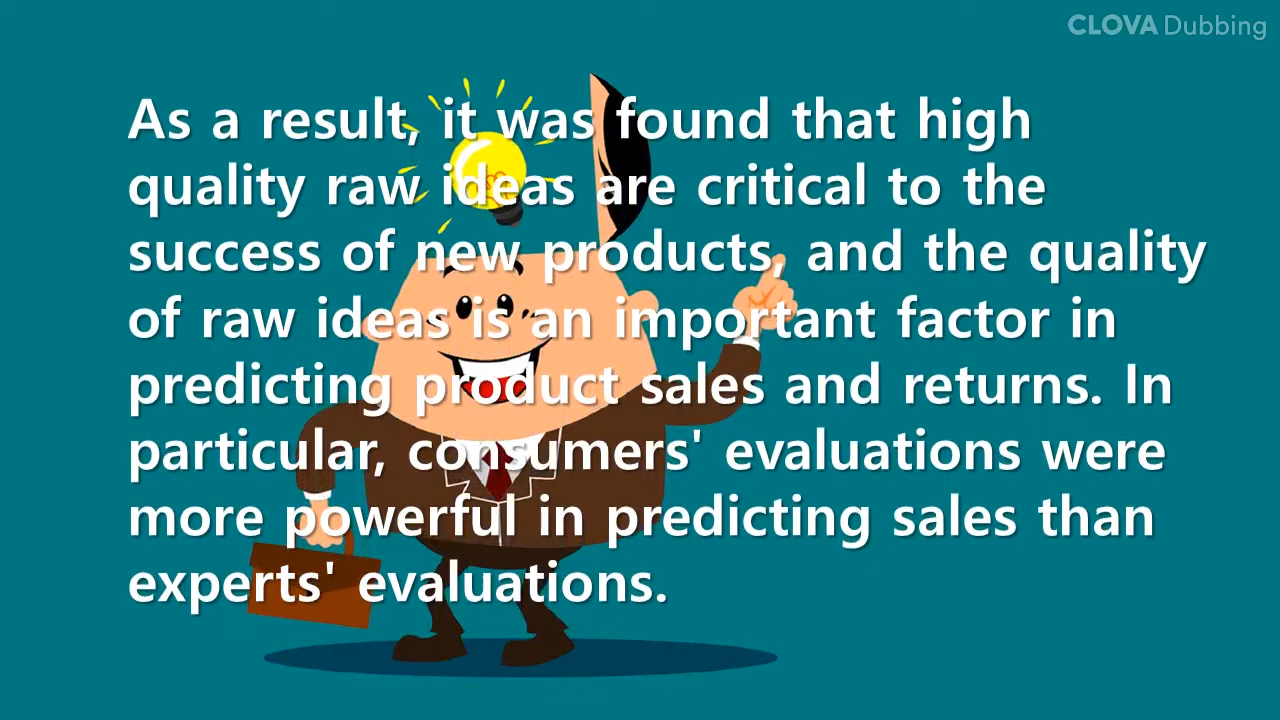 CLOVA Dubbing
As a result, it was found that high
quality raw ideas are critical to the
success of new products, and the quality
of raw ideas is an important factor in
predicting product sales and returns. In
particular, consumers' evaluations were
more powerful in predicting sales than
experts' evaluations.